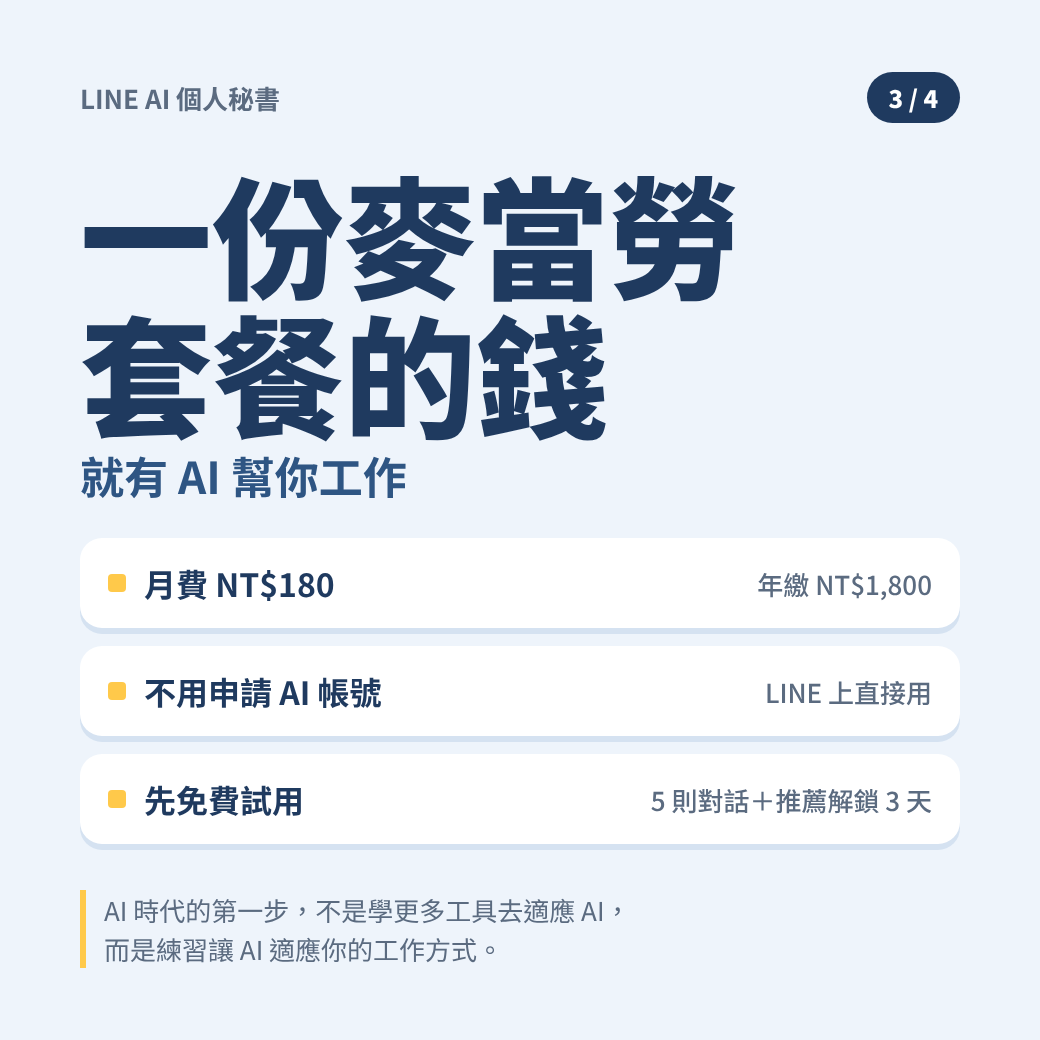 LINE AI 個人秘書
3 / 4
一份麥當勞
套餐的錢
就有 AI 幫你工作
月費 NT$180
年繳 NT$1,800
不用申請 AI 帳號
LINE 上直接用
先免費試用
5 則對話＋推薦解鎖 3 天
AI 時代的第一步，不是學更多工具去適應 AI，
而是練習讓 AI 適應你的工作方式。